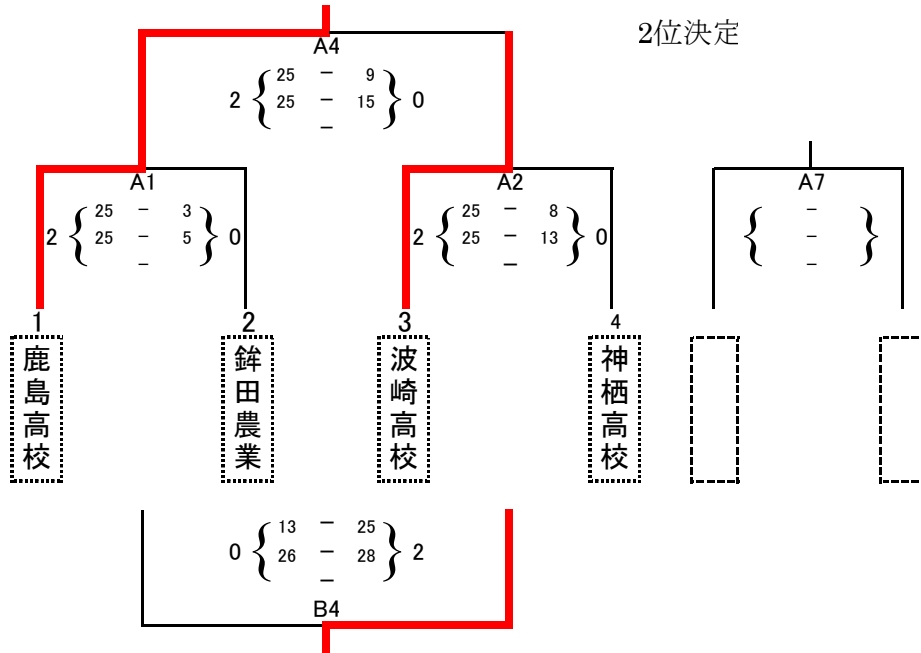 2位決定
A4
2 { 25 － 9 } 0
25 － 15
－
A1
2 { 25 － 3 } 0
25 － 5
－
A2
2 { 25 － 8 } 0
25 － 13
－
A7
{ － }
－
－
1
2
3
4
鹿島高校
鉾田農業
波崎高校
神栖高校
0 { 13 － 25 } 2
26 － 28
－
B4